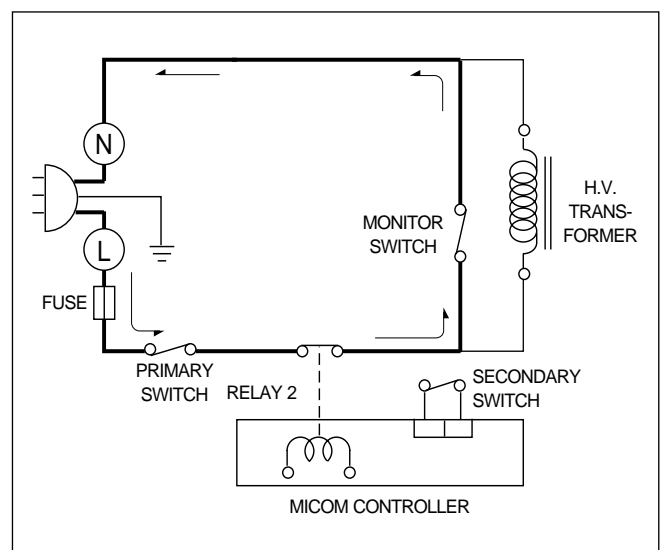 N
H.V.
TRANS-
FORMER
MONITOR
SWITCH
L
FUSE
PRIMARY
SWITCH
RELAY 2
SECONDARY
SWITCH
MICOM CONTROLLER